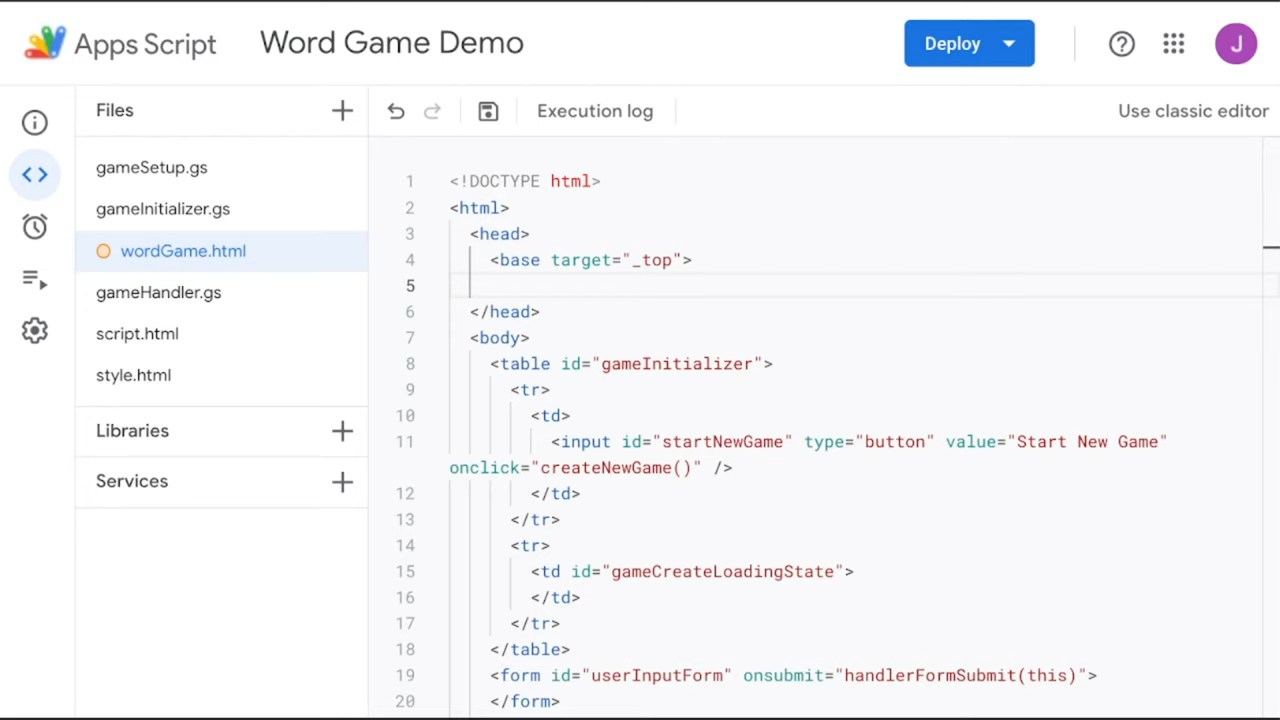 Apps Script
Word Game Demo
Deploy
J
Files
Execution log
Use classic editor
gameSetup.gs
gameInitializer.gs
wordGame.html
gameHandler.gs
script.html
style.html
Libraries
Services
1 <!DOCTYPE html>
2 <html>
3 <head>
4 <base target="_top">
5
6 </head>
7 <body>
8 <table id="gameInitializer">
9 <tr>
10 <td>
11 <input id="startNewGame" type="button" value="Start New Game"
onclick="createNewGame()" />
12 </td>
13 </tr>
14 <tr>
15 <td id="gameCreateLoadingState">
16 </td>
17 </tr>
18 </table>
19 <form id="userInputForm" onsubmit="handlerFormSubmit(this)">
20 </form>